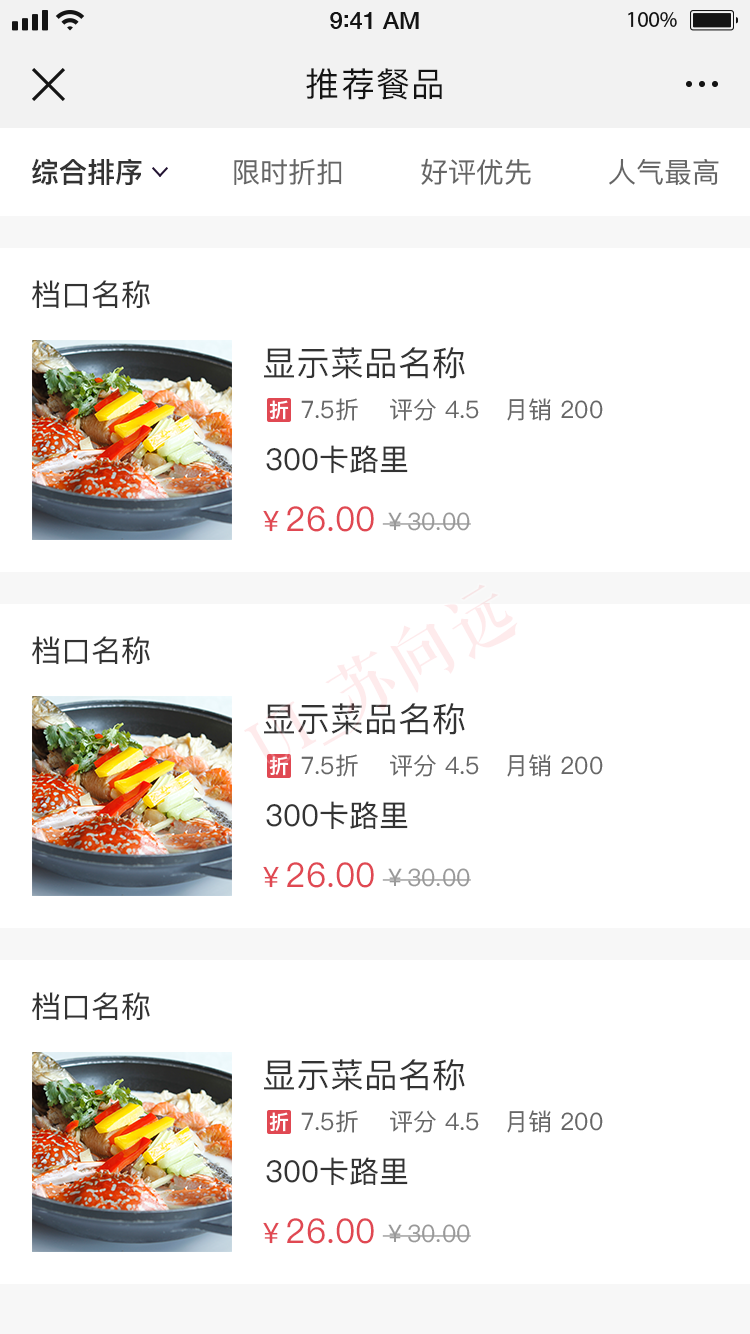 9:41 AM 100%
推荐餐品
综合排序 限时折扣 好评优先 人气最高
档口名称
显示菜品名称
折 7.5折 评分 4.5 月销 200
300卡路里
¥ 26.00 ¥ 30.00
UI_苏向远
档口名称
显示菜品名称
折 7.5折 评分 4.5 月销 200
300卡路里
¥ 26.00 ¥ 30.00
档口名称
显示菜品名称
折 7.5折 评分 4.5 月销 200
300卡路里
¥ 26.00 ¥ 30.00